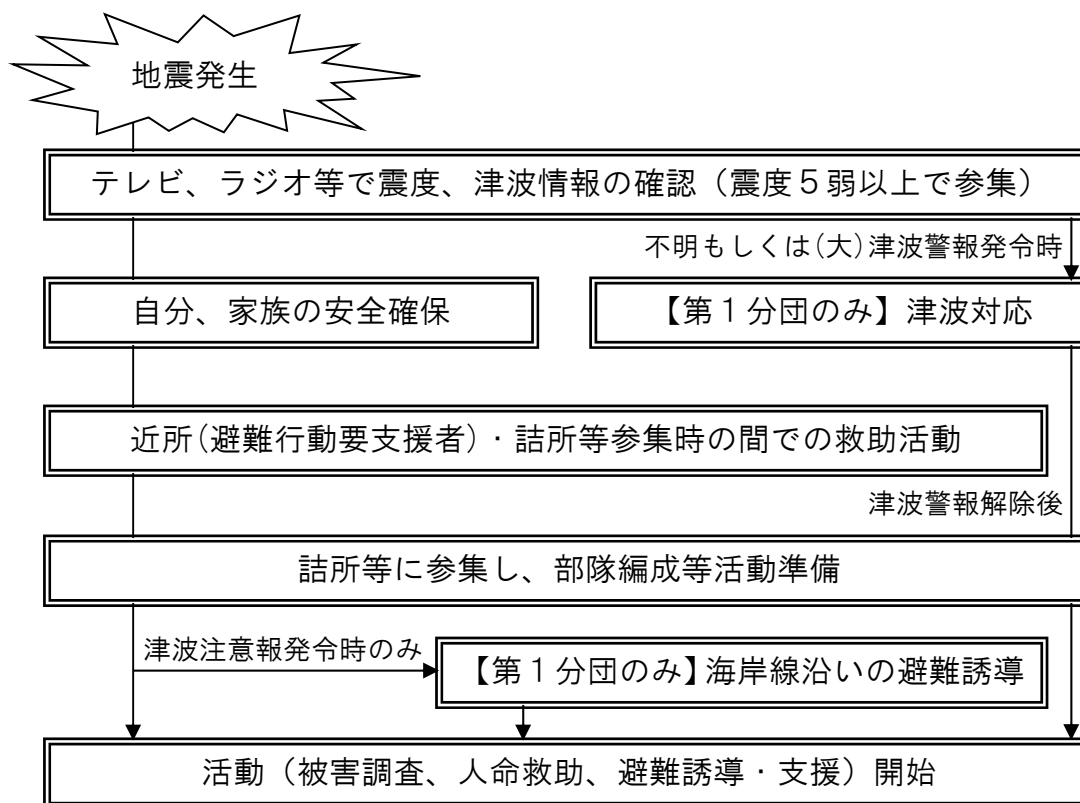 地震発生
テレビ、ラジオ等で震度、津波情報の確認（震度５弱以上で参集）
不明もしくは(大)津波警報発令時
自分、家族の安全確保
【第１分団のみ】津波対応
近所(避難行動要支援者)・詰所等参集時の間での救助活動
津波警報解除後
詰所等に参集し、部隊編成等活動準備
津波注意報発令時のみ
【第１分団のみ】海岸線沿いの避難誘導
活動（被害調査、人命救助、避難誘導・支援）開始